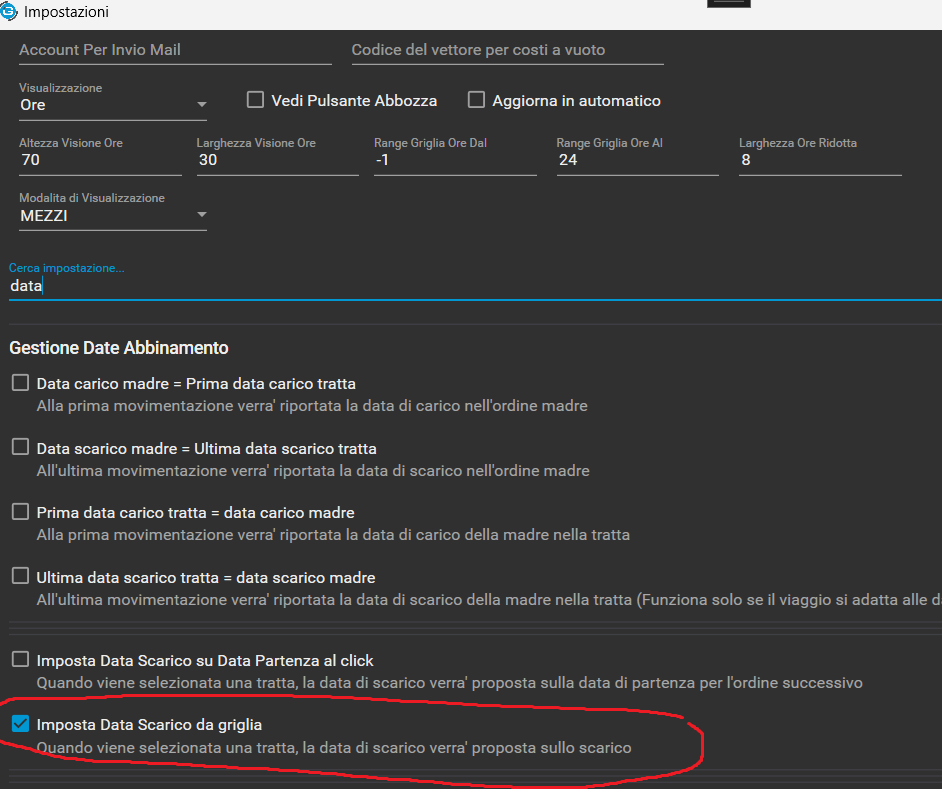 Impostazioni
Account Per Invio Mail Codice del vettore per costi a vuoto
Visualizzazione
Ore Vedi Pulsante Abbozza Aggiorna in automatico
Altezza Visione Ore Larghezza Visione Ore Range Griglia Ore Dal Range Griglia Ore Al Larghezza Ore Ridotta
70 30 -1 24 8
Modalita di Visualizzazione
MEZZI
Cerca impostazione...
data
Gestione Date Abbinamento
Data carico madre = Prima data carico tratta
Alla prima movimentazione verra' riportata la data di carico nell'ordine madre
Data scarico madre = Ultima data scarico tratta
All'ultima movimentazione verra' riportata la data di scarico nell'ordine madre
Prima data carico tratta = data carico madre
Alla prima movimentazione verra' riportata la data di carico della madre nella tratta
Ultima data scarico tratta = data scarico madre
All'ultima movimentazione verra' riportata la data di scarico della madre nella tratta (Funziona solo se il viaggio si adatta alle
Imposta Data Scarico su Data Partenza al click
Quando viene selezionata una tratta, la data di scarico verra' proposta sulla data di partenza per l'ordine successivo
Imposta Data Scarico da griglia
Quando viene selezionata una tratta, la data di scarico verra' proposta sullo scarico